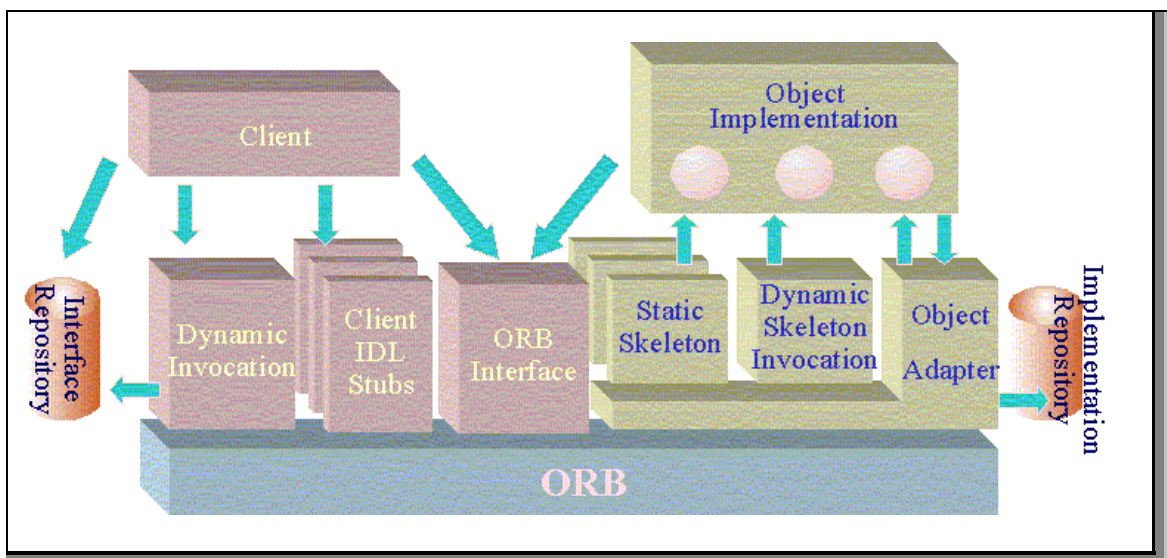 Client
Object
Implementation
Interface
Repository
Dynamic
Invocation
Client
IDL
Stubs
ORB
Interface
Static
Skeleton
Dynamic
Skeleton
Invocation
Object
Adapter
Implementation
Repository
ORB